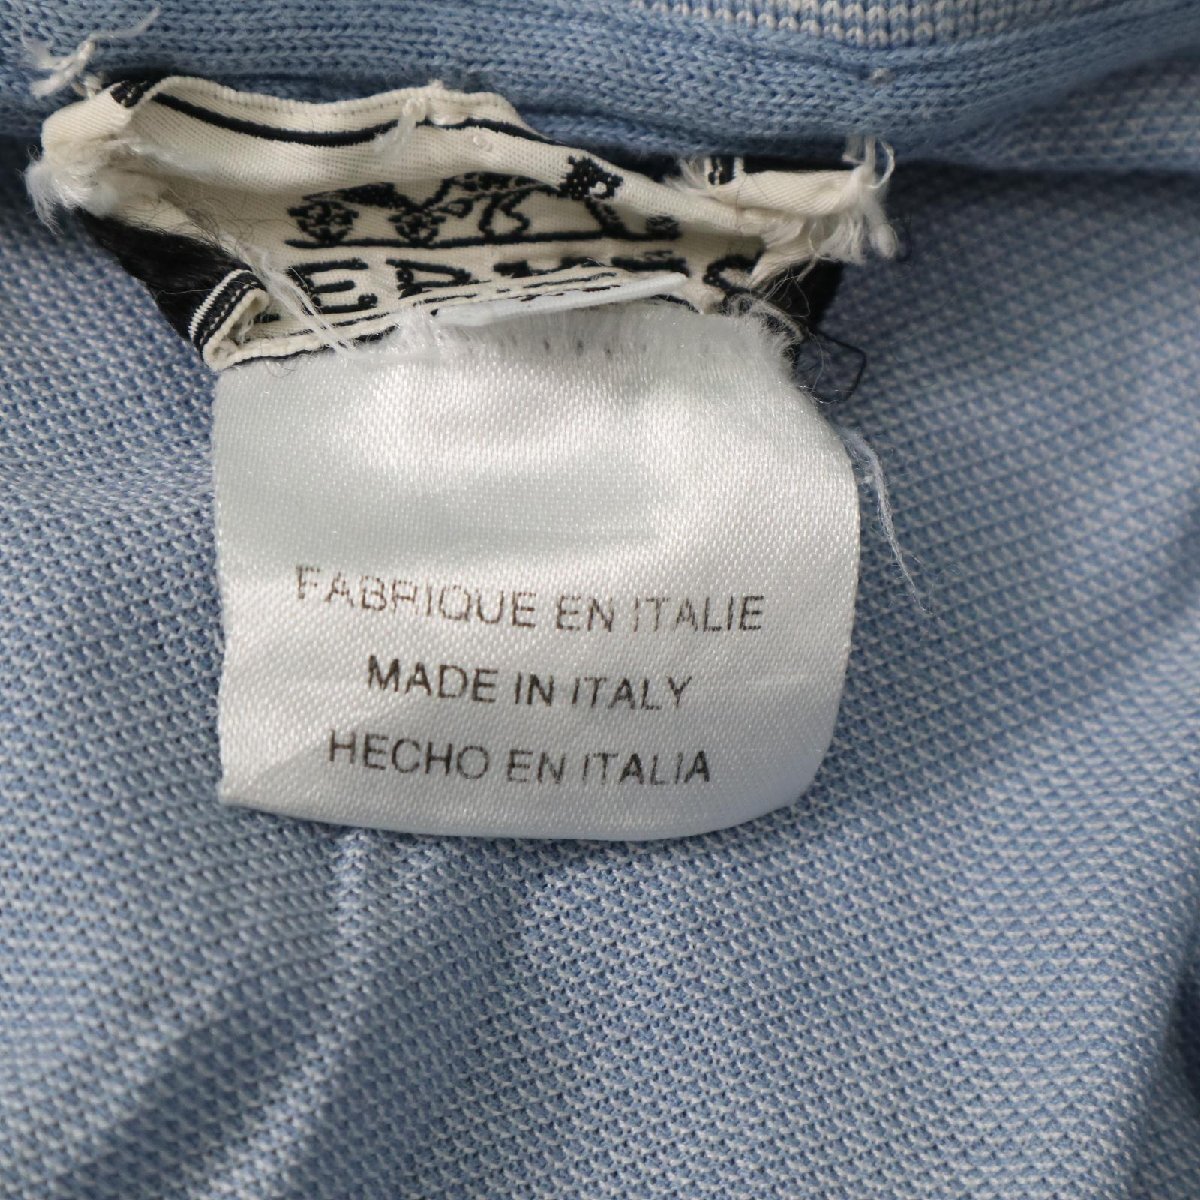 FABRIQUE EN ITALIE
MADE IN ITALY
HECHO EN ITALIA